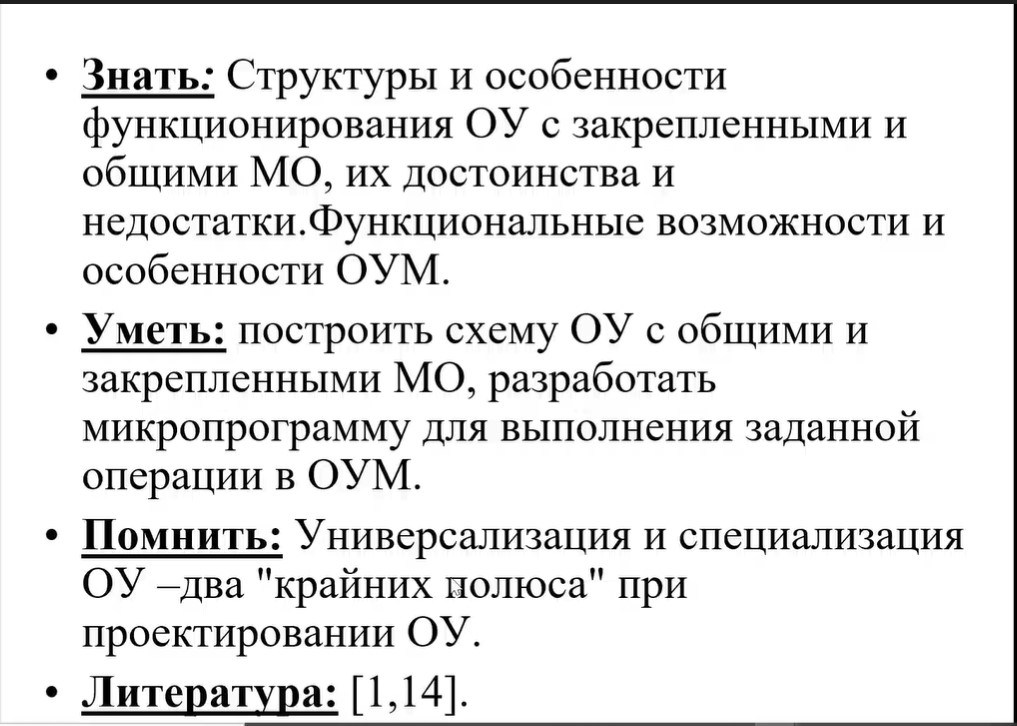 • Знать: Структуры и особенности
функционирования ОУ с закрепленными и
общими МО, их достоинства и
недостатки.Функциональные возможности и
особенности ОУМ.
• Уметь: построить схему ОУ с общими и
закрепленными МО, разработать
микропрограмму для выполнения заданной
операции в ОУМ.
• Помнить: Универсализация и специализация
ОУ –два "крайних полюса" при
проектировании ОУ.
• Литература: [1,14].